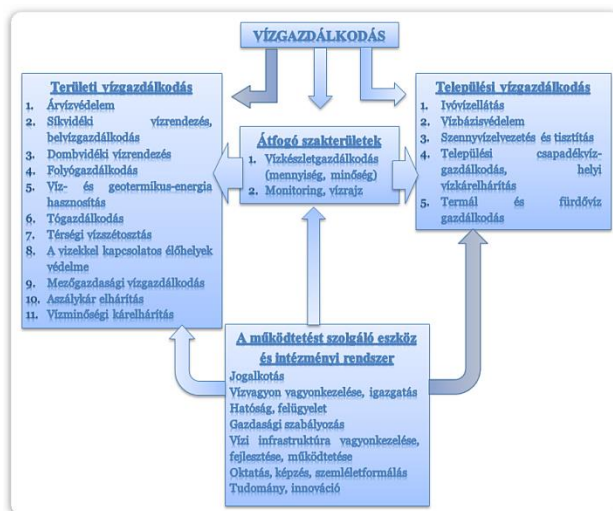 VÍZGAZDÁLKODÁS
Területi vízgazdálkodás
1. Árvízvédelem
2. Síkvidéki vízrendezés,
belvízgazdálkodás
3. Dombvidéki vízrendezés
4. Folyógazdálkodás
5. Víz- és geotermikus-energia
hasznosítás
6. Tógazdálkodás
7. Térségi vízszétosztás
8. A vizekkel kapcsolatos élőhelyek
védelme
9. Mezőgazdasági vízgazdálkodás
10. Aszálykár elhárítás
11. Vízminőségi kárelhárítás
Átfogó szakterületek
1. Vízkészletgazdálkodás
(mennyiség, minőség)
2. Monitoring, vízrajz
Települési vízgazdálkodás
1. Ivóvízellátás
2. Vízbázisvédelem
3. Szennyvízelvezetés és tisztítás
4. Települési csapadékvíz-
gazdálkodás, helyi
vízkárelhárítás
5. Termál és fürdővíz
gazdálkodás
A működtetést szolgáló eszköz
és intézményi rendszer
Jogalkotás
Vízvagyon vagyonkezelése, igazgatás
Hatóság, felügyelet
Gazdasági szabályozás
Vízi infrastruktúra vagyonkezelése,
fejlesztése, működtetése
Oktatás, képzés, szemléletformálás
Tudomány, innováció